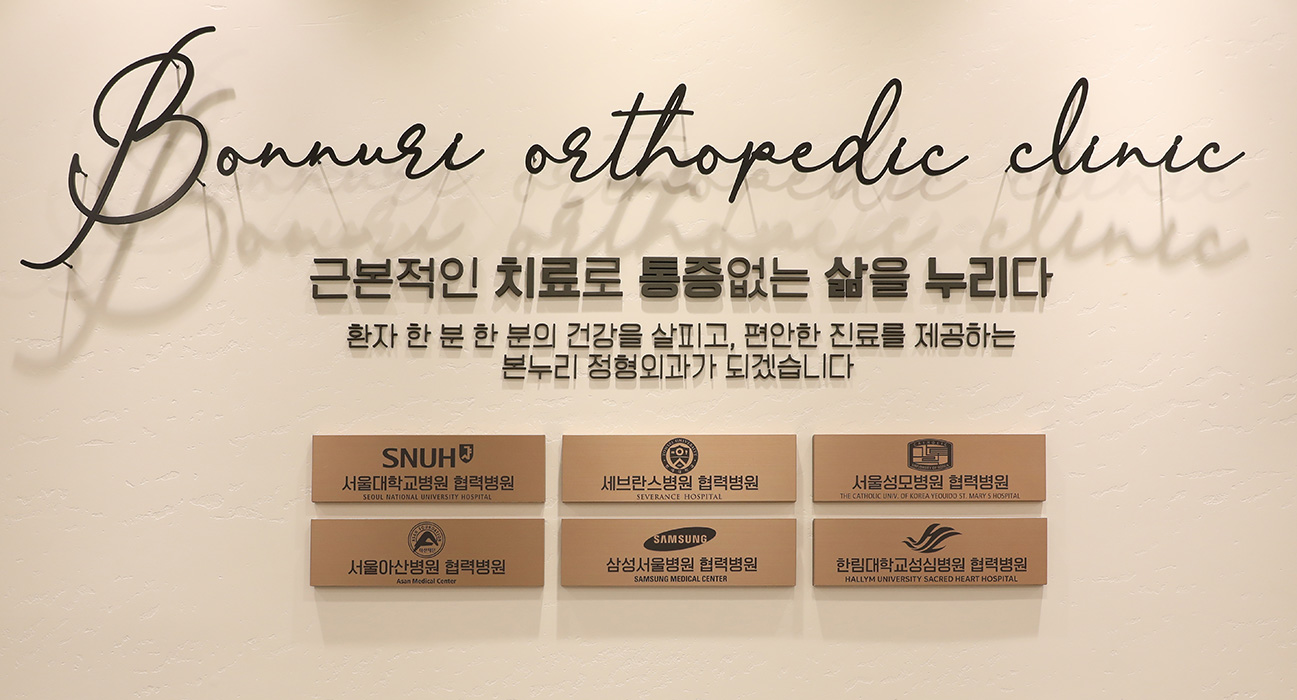 Bonnuri orthopedic clinic
근본적인 치료로 통증없는 삶을 누리다
환자 한 분 한 분의 건강을 살피고, 편안한 진료를 제공하는
본누리 정형외과가 되겠습니다
SNUH
서울대학교병원 협력병원
SEOUL NATIONAL UNIVERSITY HOSPITAL
세브란스병원 협력병원
SEVERANCE HOSPITAL
서울성모병원 협력병원
THE CATHOLIC UNIV. OF KOREA YEOUIDO ST. MARY'S HOSPITAL
서울아산병원 협력병원
Asan Medical Center
SAMSUNG
삼성서울병원 협력병원
SAMSUNG MEDICAL CENTER
한림대학교성심병원 협력병원
HALLYM UNIVERSITY SACRED HEART HOSPITAL